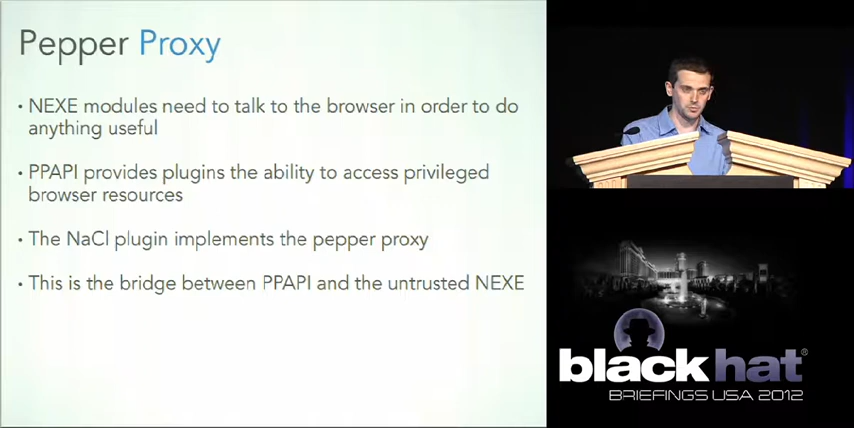 Pepper Proxy
• NEXE modules need to talk to the browser in order to do
anything useful
• PPAPI provides plugins the ability to access privileged
browser resources
• The NaCl plugin implements the pepper proxy
• This is the bridge between PPAPI and the untrusted NEXE
black hat®
BRIEFINGS USA 2012